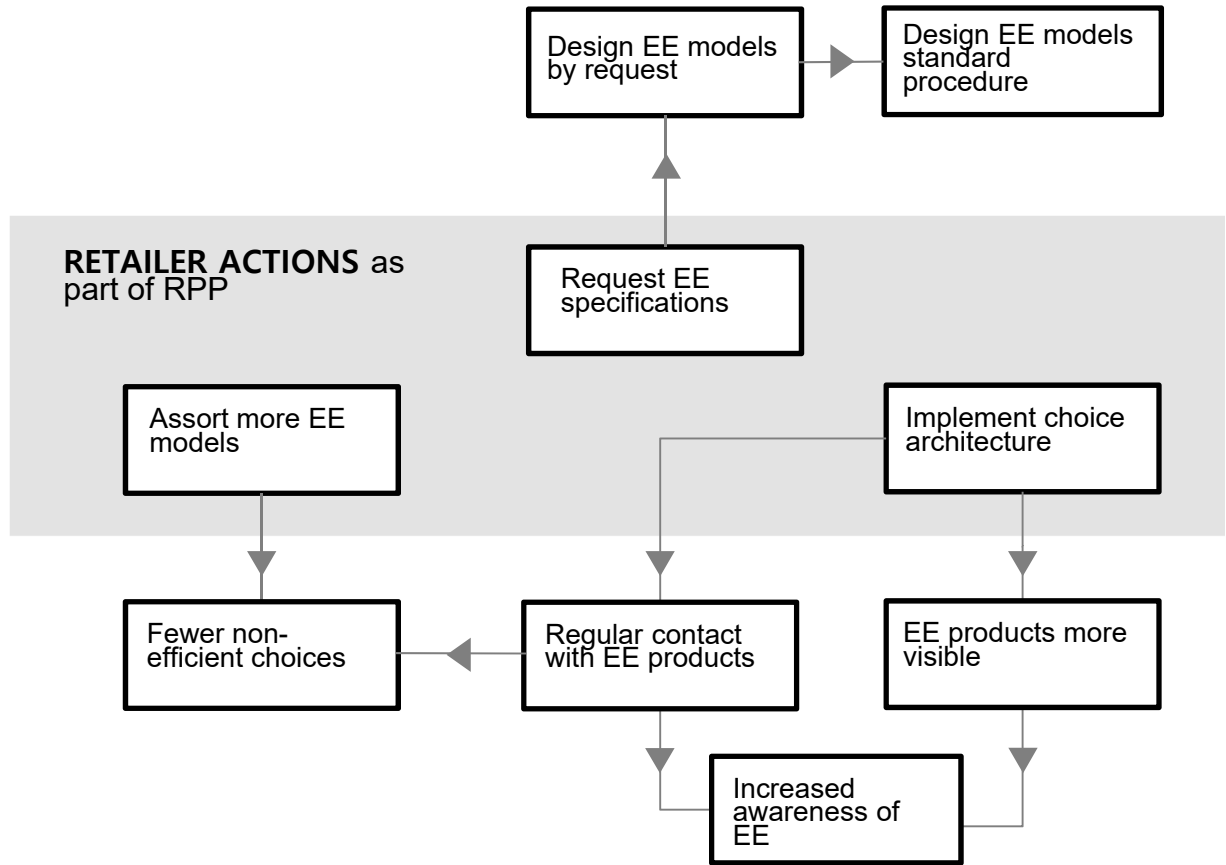 Design EE models
by request
Design EE models
standard
procedure
RETAILER ACTIONS as
part of RPP
Request EE
specifications
Assort more EE
models
Implement choice
architecture
Fewer non-
efficient choices
Regular contact
with EE products
EE products more
visible
Increased
awareness of
EE